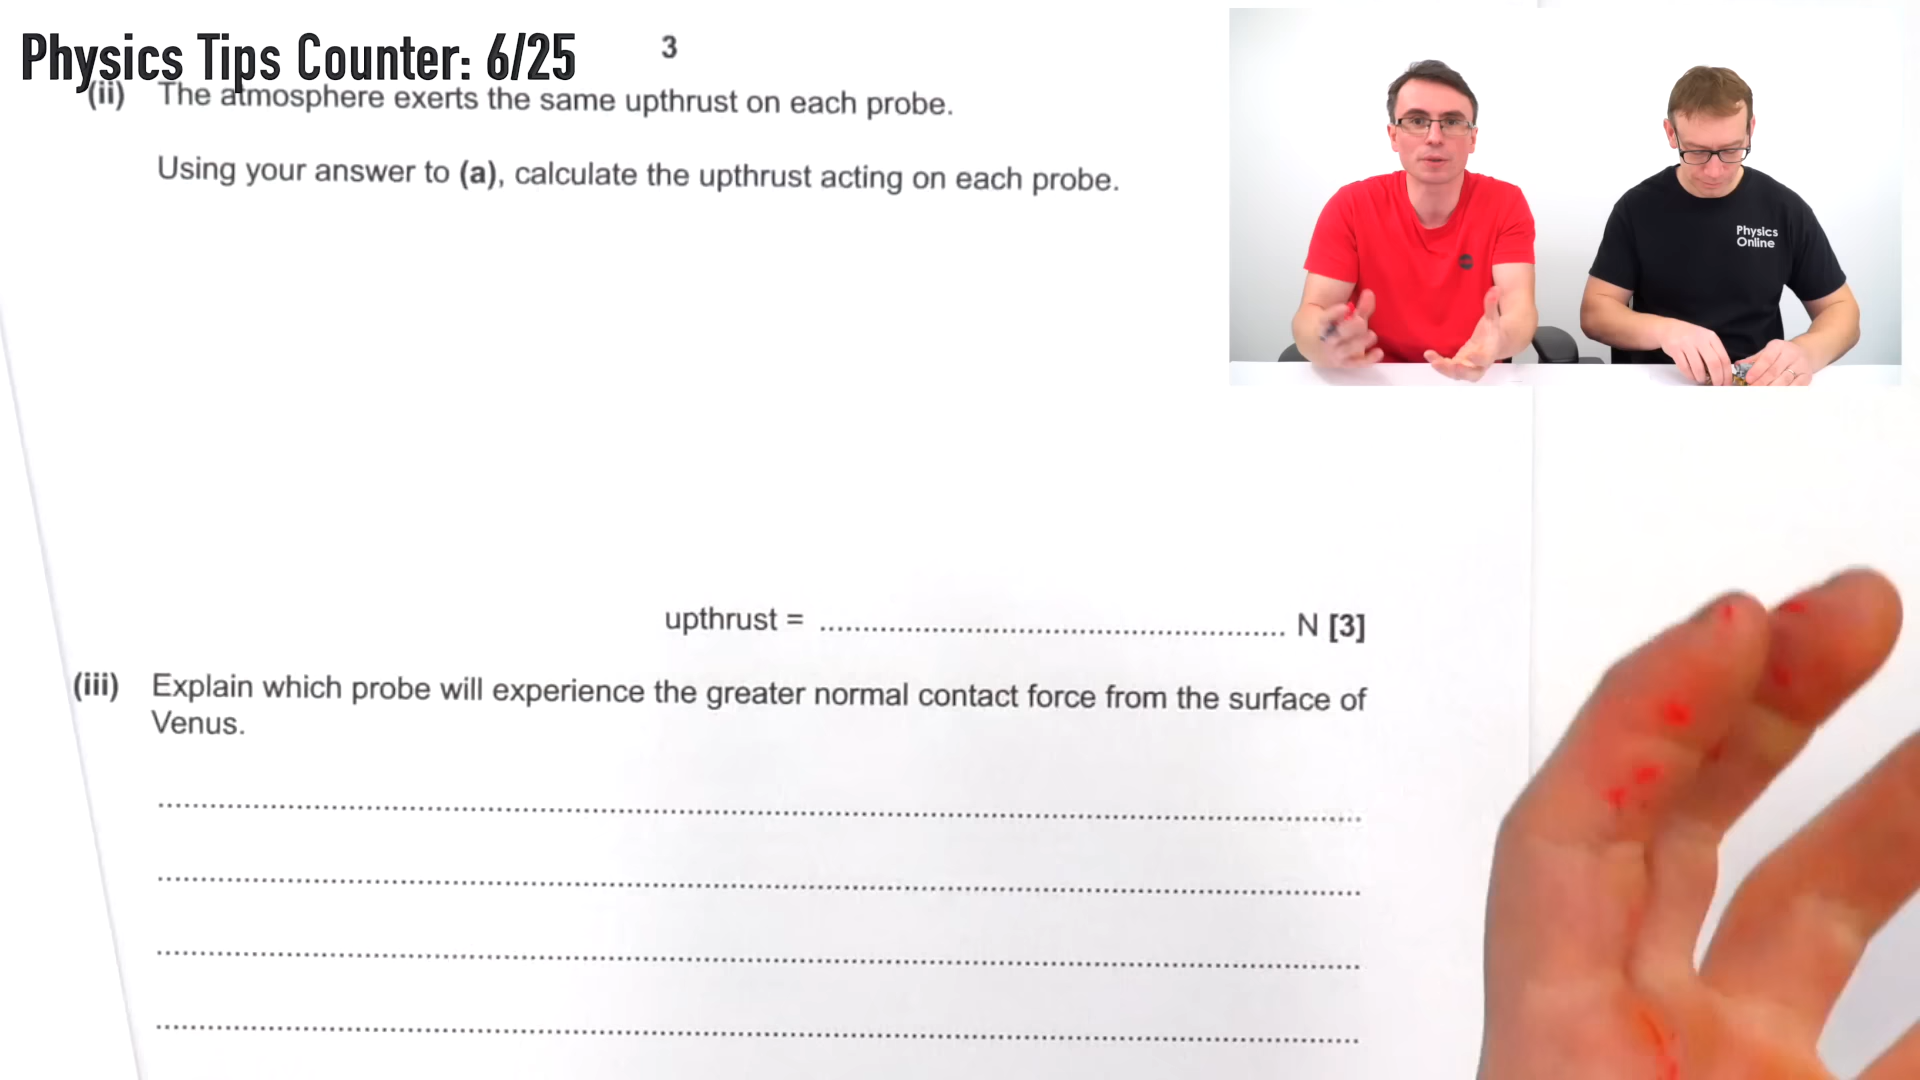 Physics Tips Counter: 6/25
3
(ii) The atmosphere exerts the same upthrust on each probe.
Using your answer to (a), calculate the upthrust acting on each probe.
Physics
Online
upthrust = ........................................................ N [3]
(iii) Explain which probe will experience the greater normal contact force from the surface of
Venus.